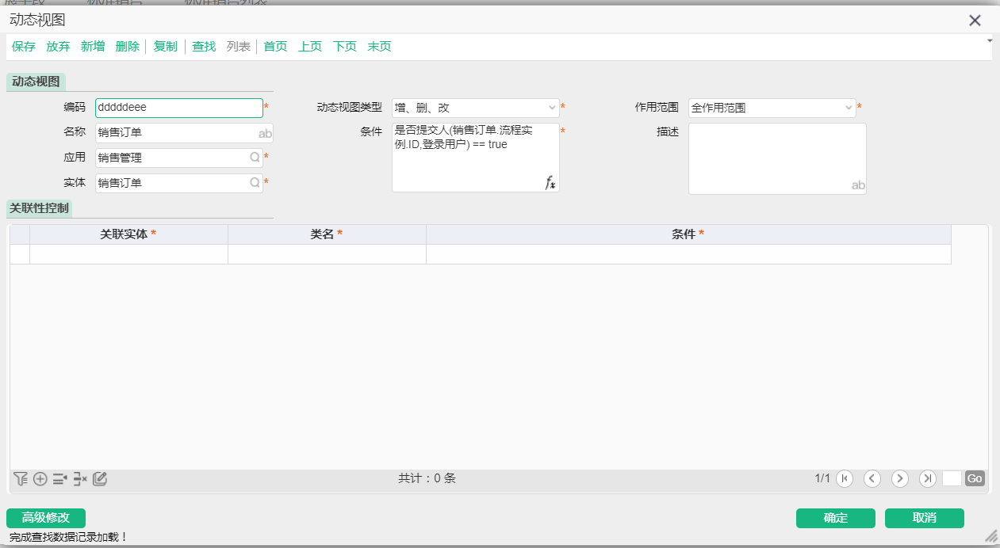 动态视图
保存 放弃 新增 删除 复制 查找 列表 首页 上页 下页 末页
动态视图
编码 dddddeee* 动态视图类型 增、删、改* 作用范围 全作用范围*
名称 销售订单 ab 条件 是否提交人(销售订单.流程实* 描述
例.ID,登录用户) == true
应用 销售管理*
实体 销售订单* fx ab
关联性控制
关联实体* 类名* 条件*
共计：0 条 1/1 Go
高级修改 确定 取消
完成查找数据记录加载！